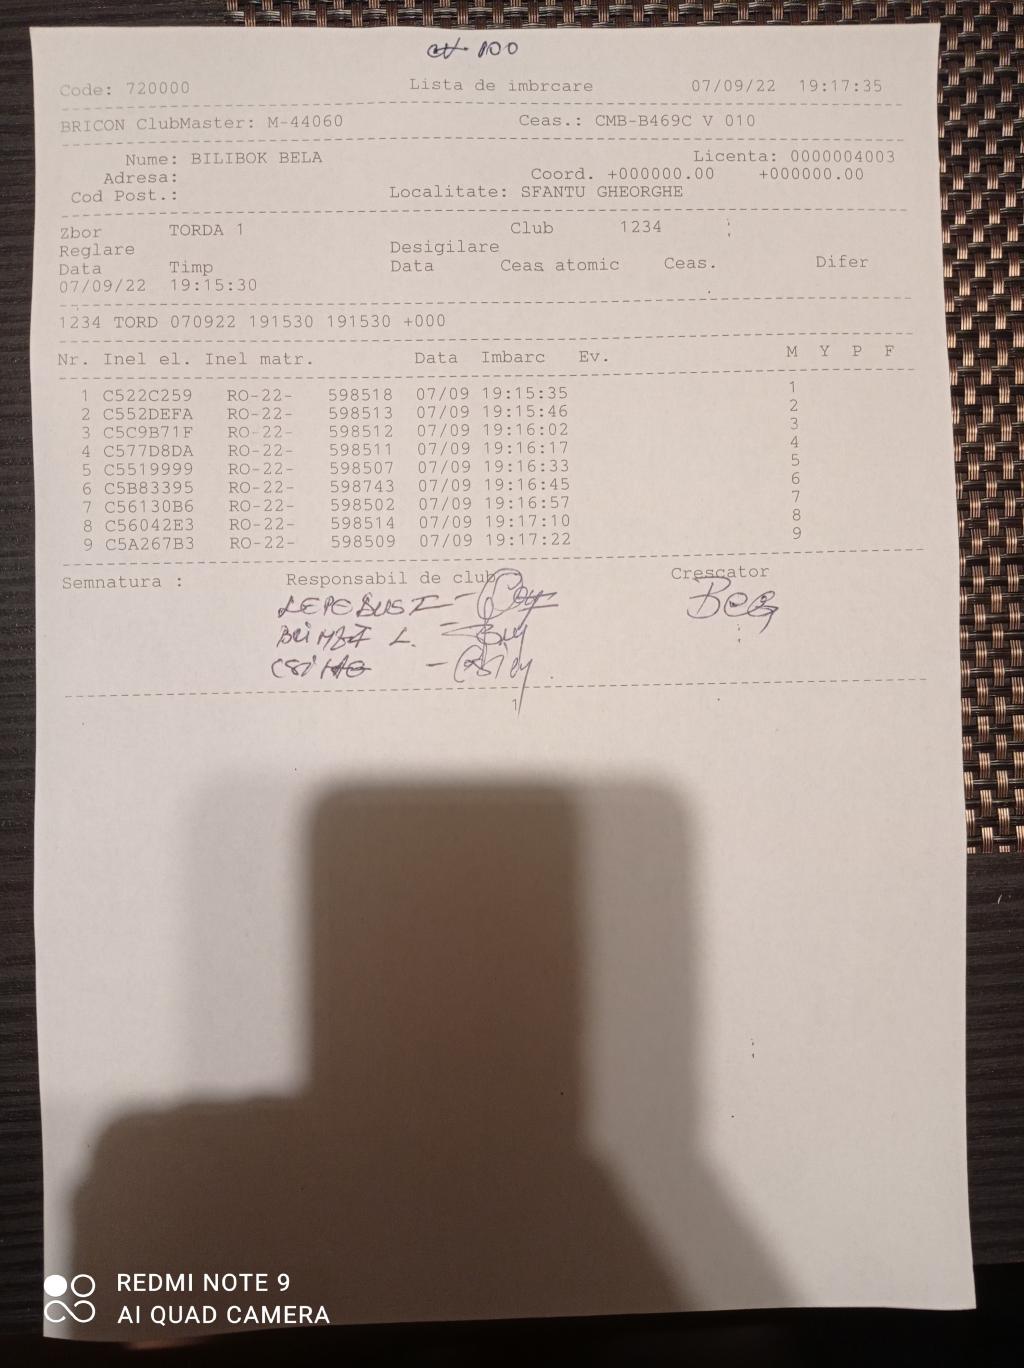 100
Code: 720000 Lista de imbrcare 07/09/22 19:17:35
BRICON ClubMaster: M-44060 Ceas.: CMB-B469C V 010
Nume: BILIBOK BELA Licenta: 0000004003
Adresa: Coord. +000000.00 +000000.00
Cod Post.: Localitate: SFANTU GHEORGHE
Zbor TORDA 1 Club 1234
Reglare Desigilare
Data Timp Data Ceas atomic Ceas. Difer
07/09/22 19:15:30
1234 TORD 070922 191530 191530 +000
Nr. Inel el. Inel matr. Data Imbarc Ev. M Y P F
1 C522C259 RO-22- 598518 07/09 19:15:35 1
2 C552DEFA RO-22- 598513 07/09 19:15:46 2
3 C5C9B71F RO-22- 598512 07/09 19:16:02 3
4 C577D8DA RO-22- 598511 07/09 19:16:17 4
5 C5519999 RO-22- 598507 07/09 19:16:33 5
6 C5B83395 RO-22- 598743 07/09 19:16:45 6
7 C56130B6 RO-22- 598502 07/09 19:16:57 7
8 C56042E3 RO-22- 598514 07/09 19:17:10 8
9 C5A267B3 RO-22- 598509 07/09 19:17:22 9
Semnatura : Responsabil de club Crescator
1
REDMI NOTE 9
AI QUAD CAMERA